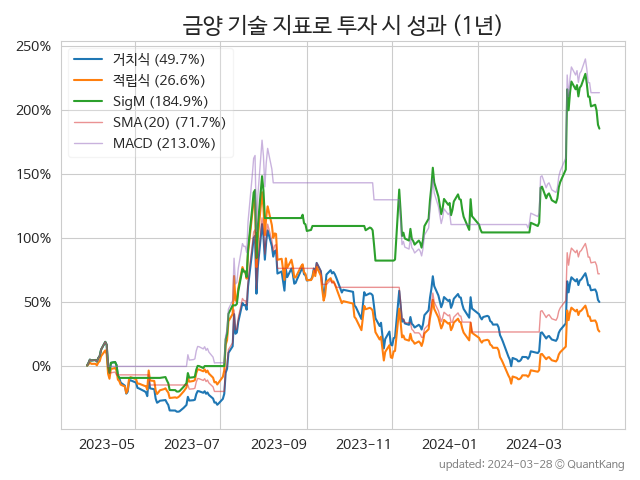 금양 기술 지표로 투자 시 성과 (1년)
250%
200%
150%
100%
50%
0%
거치식 (49.7%)
적립식 (26.6%)
SigM (184.9%)
SMA(20) (71.7%)
MACD (213.0%)
2023-05
2023-07
2023-09
2023-11
2024-01
2024-03
updated: 2024-03-28 © QuantKang